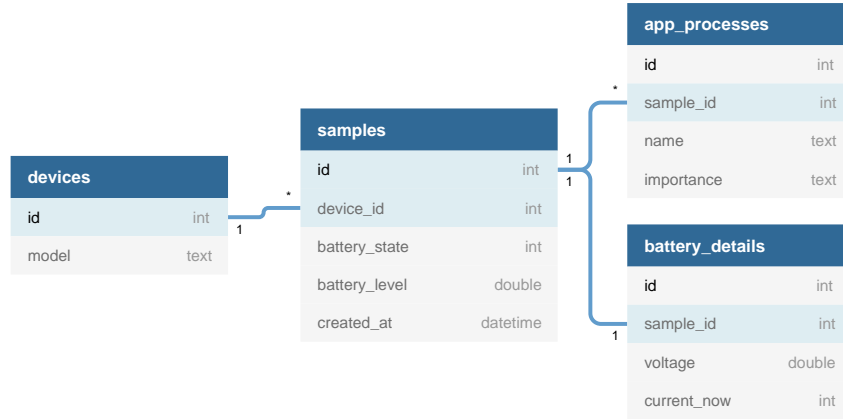 devices
id int
model text
1
*
samples
id int
device_id int
battery_state int
battery_level double
created_at datetime
1
1
*
app_processes
id int
sample_id int
name text
importance text
1
battery_details
id int
sample_id int
voltage double
current_now int